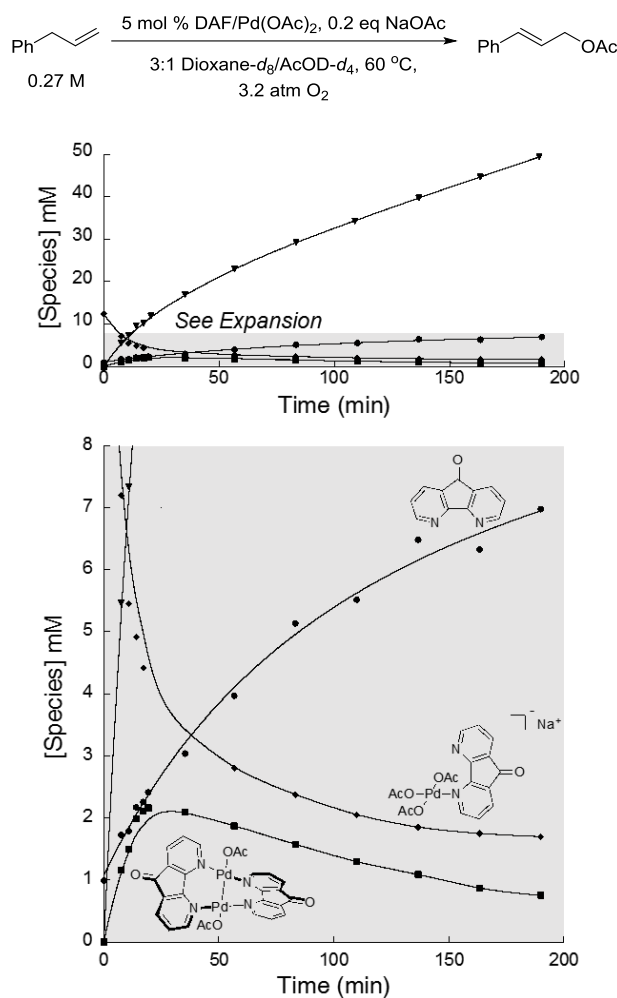 5 mol % DAF/Pd(OAc)2, 0.2 eq NaOAc
Ph
Ph
OAc
0.27 M
3:1 Dioxane-d8/AcOD-d4, 60 °C,
3.2 atm O2
50
40
30
20
10
0
[Species] mM
See Expansion
0
50
100
150
200
Time (min)
8
7
6
5
4
3
2
1
0
[Species] mM
O
N
N
N
O
OAc
AcO
Pd
N
AcO
− Na+
OAc
O
N
Pd
N
N
Pd
N
O
AcO
0
50
100
150
200
Time (min)